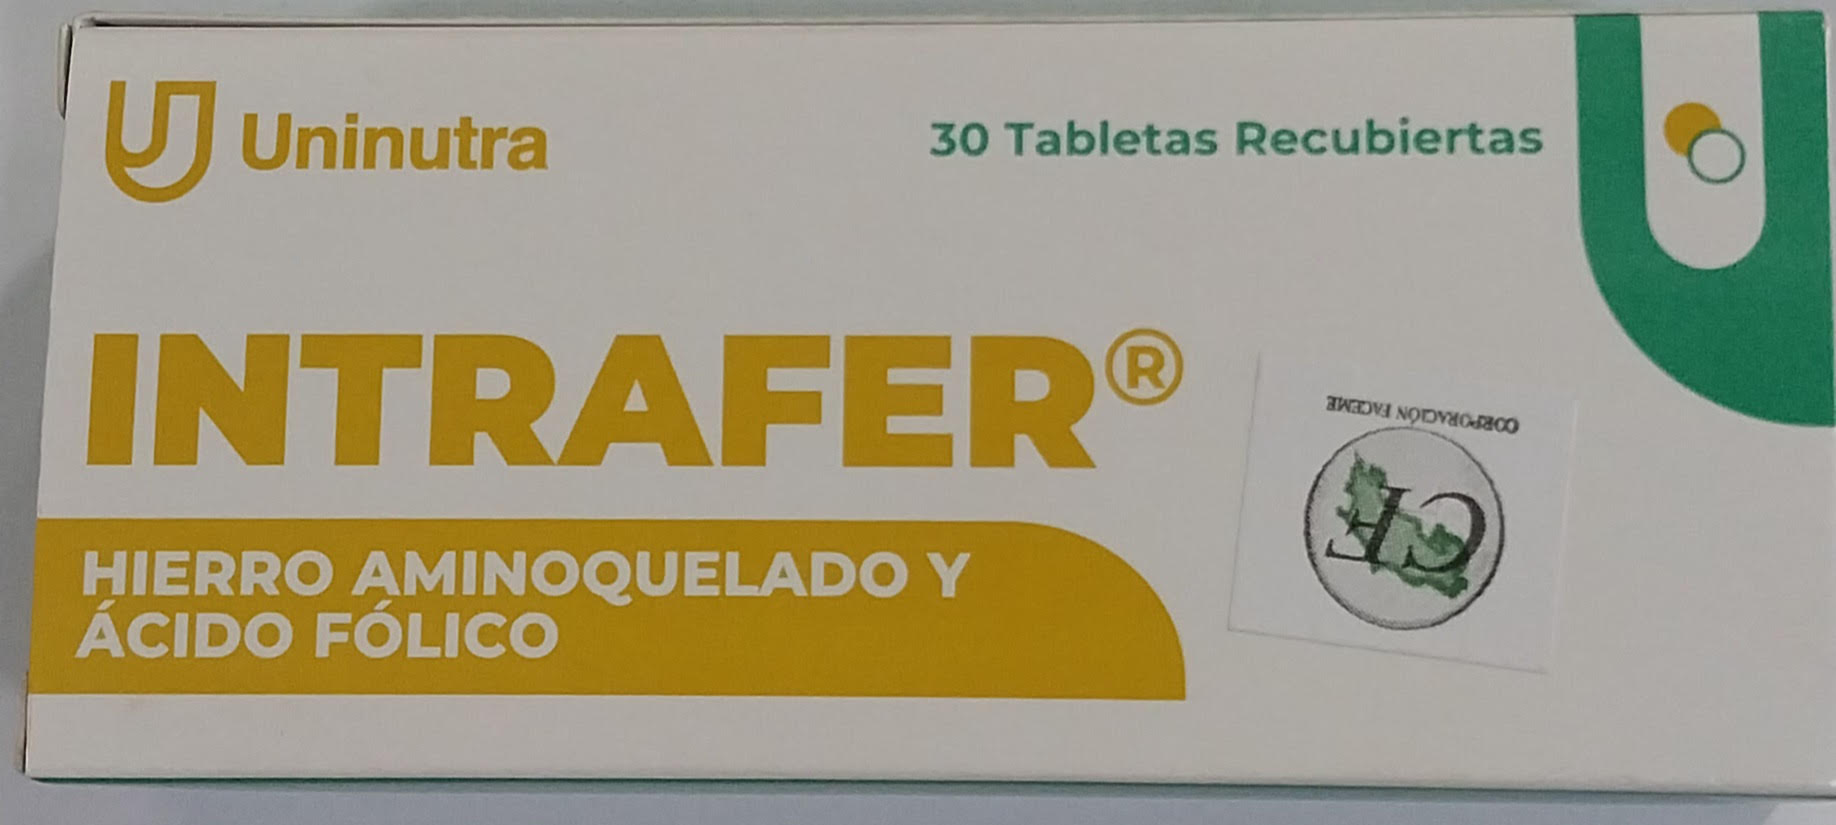 Uninutra
30 Tabletas Recubiertas
INTRAFER®
HIERRO AMINOQUELADO Y
ÁCIDO FÓLICO
CORPORACIÓN FACEME
CF